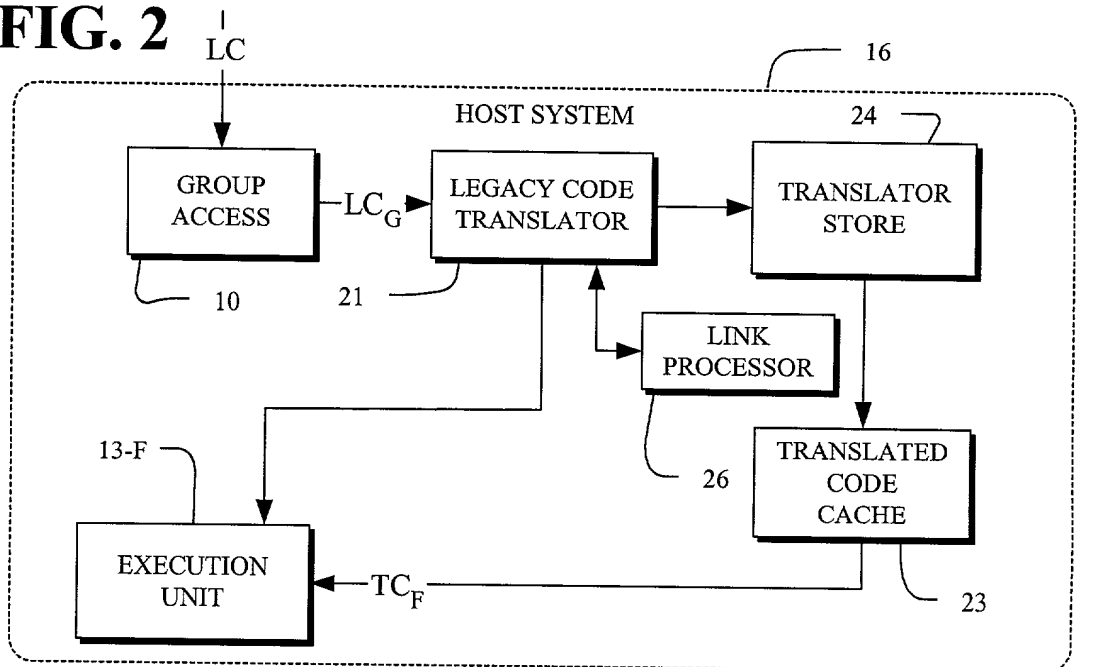 FIG. 2
LC
16
HOST SYSTEM
24
GROUP
ACCESS
LC_G
LEGACY CODE
TRANSLATOR
TRANSLATOR
STORE
10
21
LINK
PROCESSOR
26
13-F
TRANSLATED
CODE
CACHE
EXECUTION
UNIT
TC_F
23